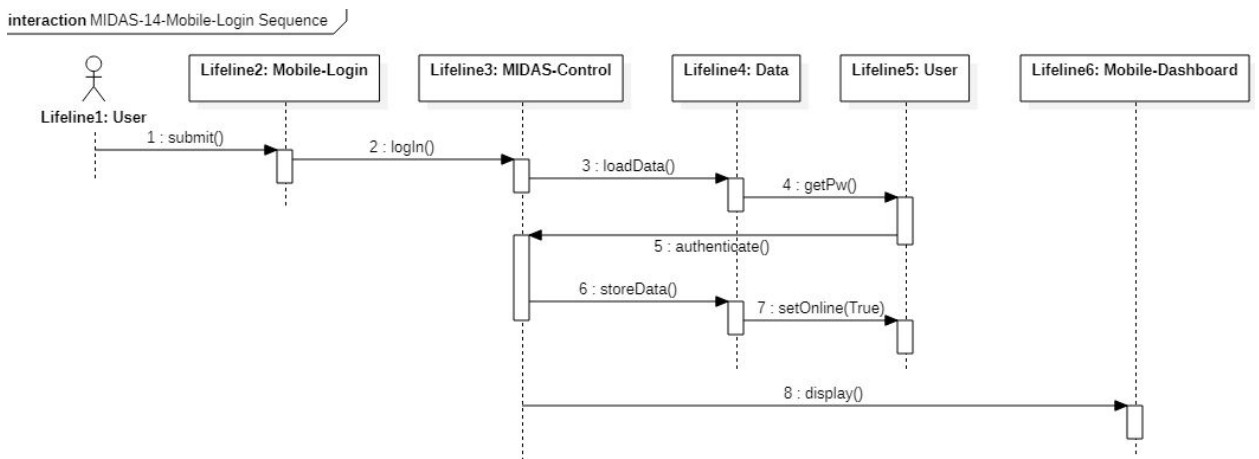 interaction MIDAS-14-Mobile-Login Sequence
Lifeline1: User
Lifeline2: Mobile-Login
Lifeline3: MIDAS-Control
Lifeline4: Data
Lifeline5: User
Lifeline6: Mobile-Dashboard
1 : submit()
2 : logIn()
3 : loadData()
4 : getPw()
5 : authenticate()
6 : storeData()
7 : setOnline(True)
8 : display()